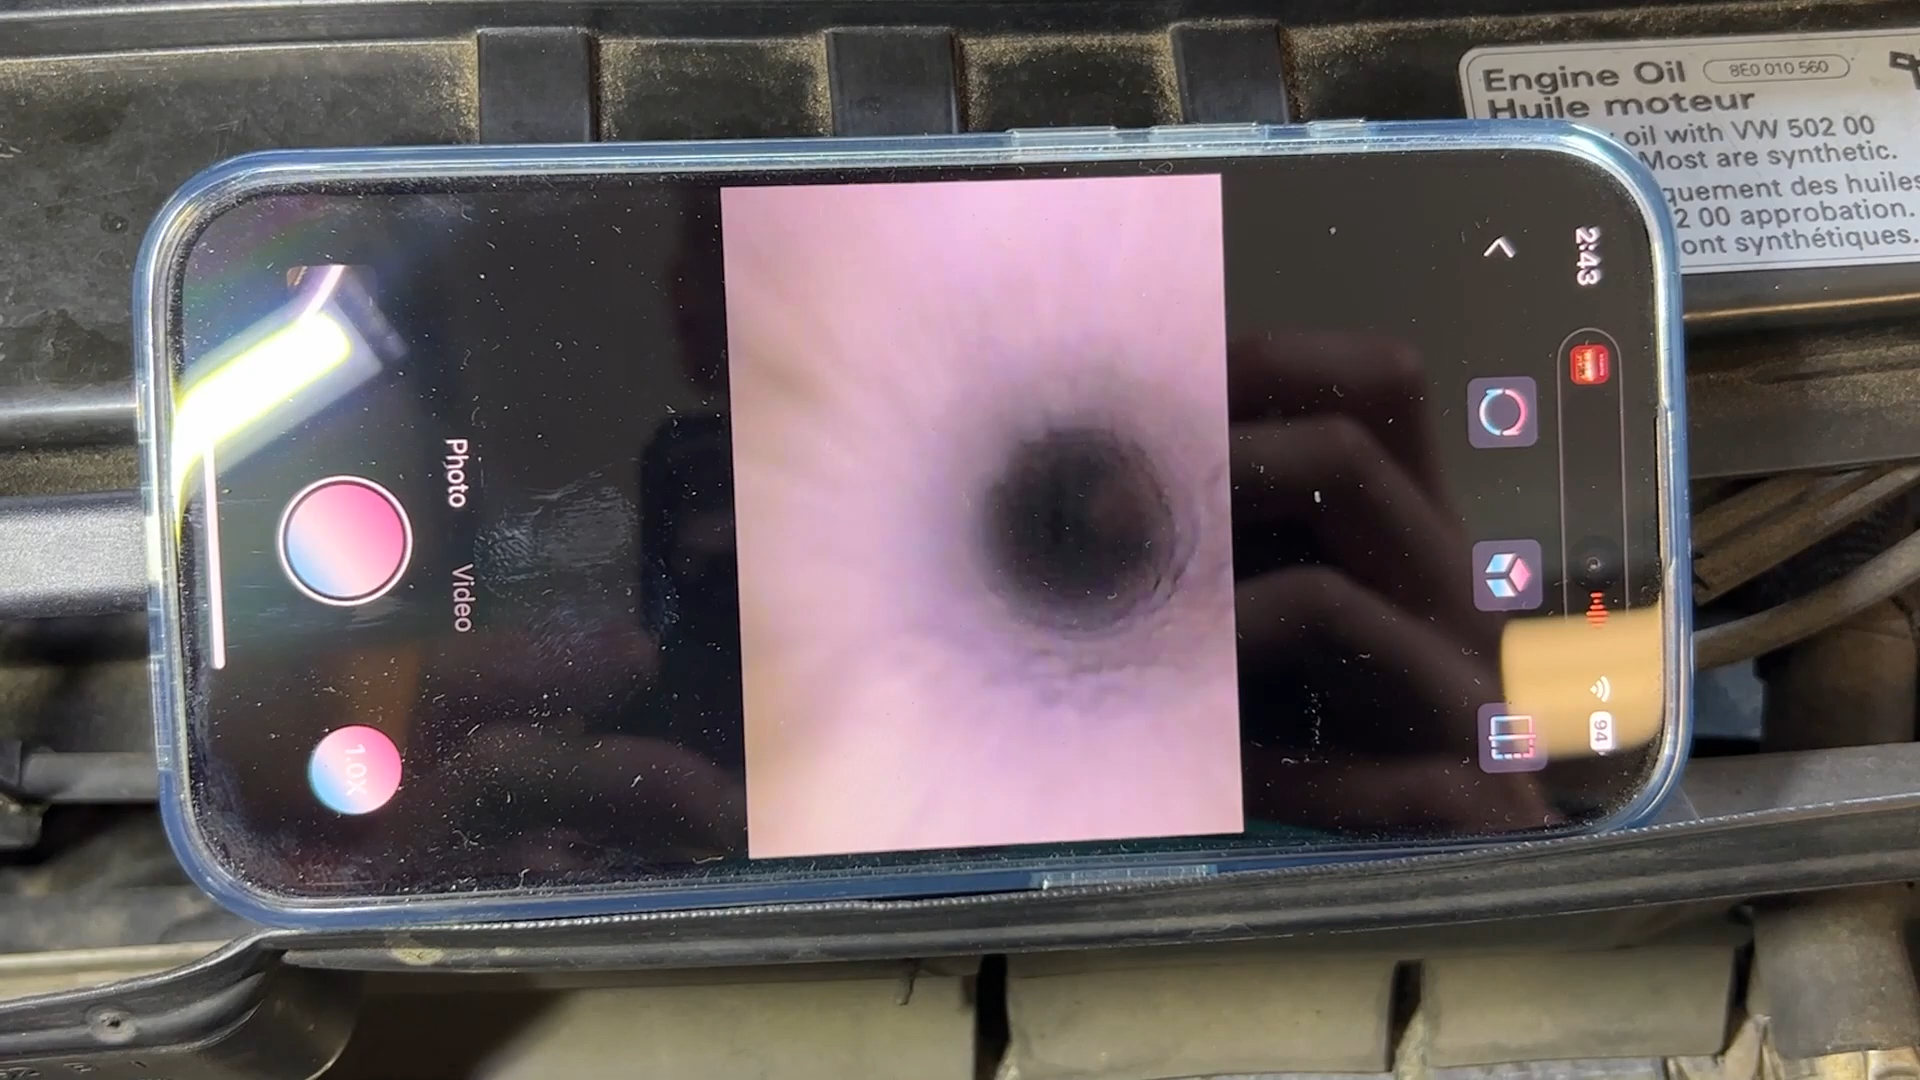 Engine Oil 8E0 010 560
Huile moteur
oil with VW 502 00
Most are synthetic.
quement des huiles
2 00 approbation.
ont synthétiques.
2:43
94
Photo
Video
1.0X